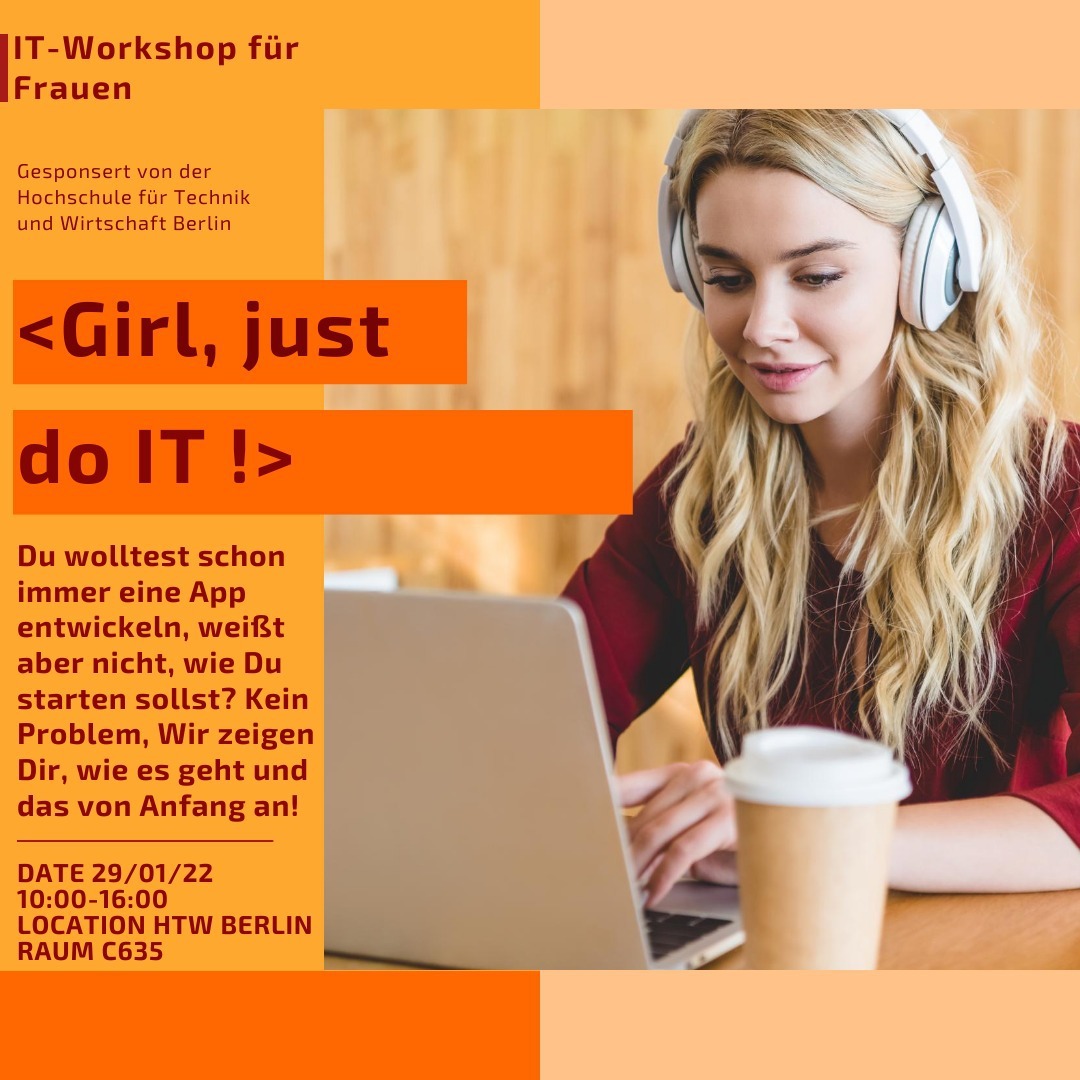 IT-Workshop für
Frauen
Gesponsert von der
Hochschule für Technik
und Wirtschaft Berlin
<Girl, just
do IT !>
Du wolltest schon
immer eine App
entwickeln, weißt
aber nicht, wie Du
starten sollst? Kein
Problem, Wir zeigen
Dir, wie es geht und
das von Anfang an!
DATE 29/01/22
10:00-16:00
LOCATION HTW BERLIN
RAUM C635